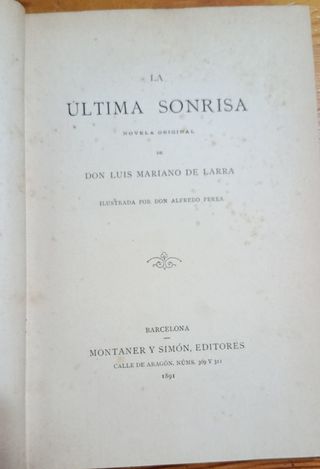 LA
ÚLTIMA SONRISA
NOVELA ORIGINAL
DE
DON LUIS MARIANO DE LARRA
ILUSTRADA POR DON ALFREDO PEREA
BARCELONA
MONTANER Y SIMÓN, EDITORES
CALLE DE ARAGÓN, NÚMS. 309 Y 311
1891